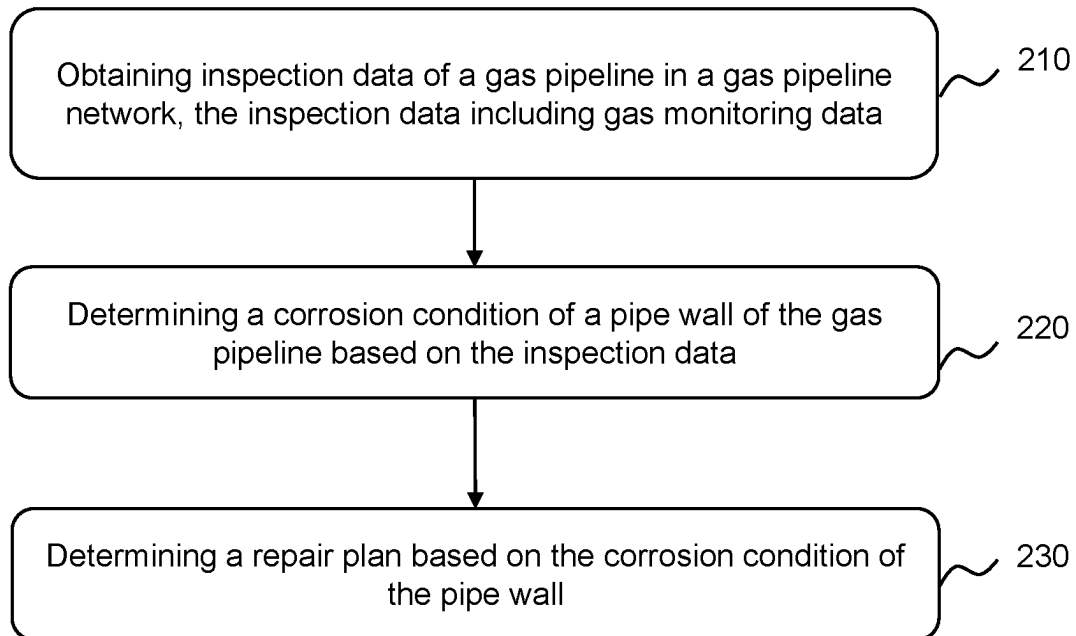 Obtaining inspection data of a gas pipeline in a gas pipeline
network, the inspection data including gas monitoring data
210
Determining a corrosion condition of a pipe wall of the gas
pipeline based on the inspection data
220
Determining a repair plan based on the corrosion condition of
the pipe wall
230